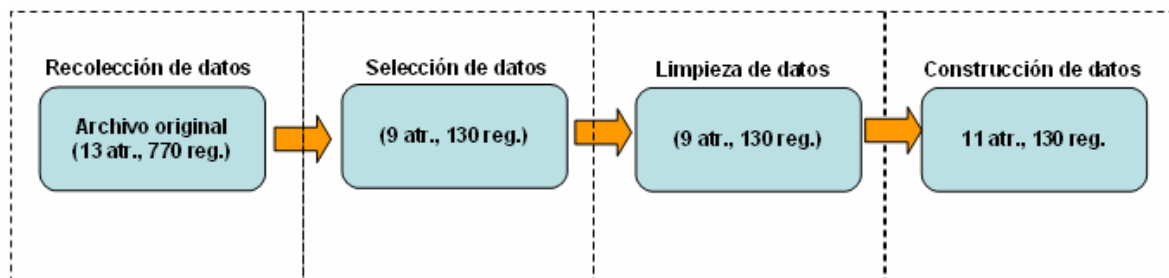 Recolección de datos
Archivo original
(13 atr., 770 reg.)
Selección de datos
(9 atr., 130 reg.)
Limpieza de datos
(9 atr., 130 reg.)
Construcción de datos
11 atr., 130 reg.